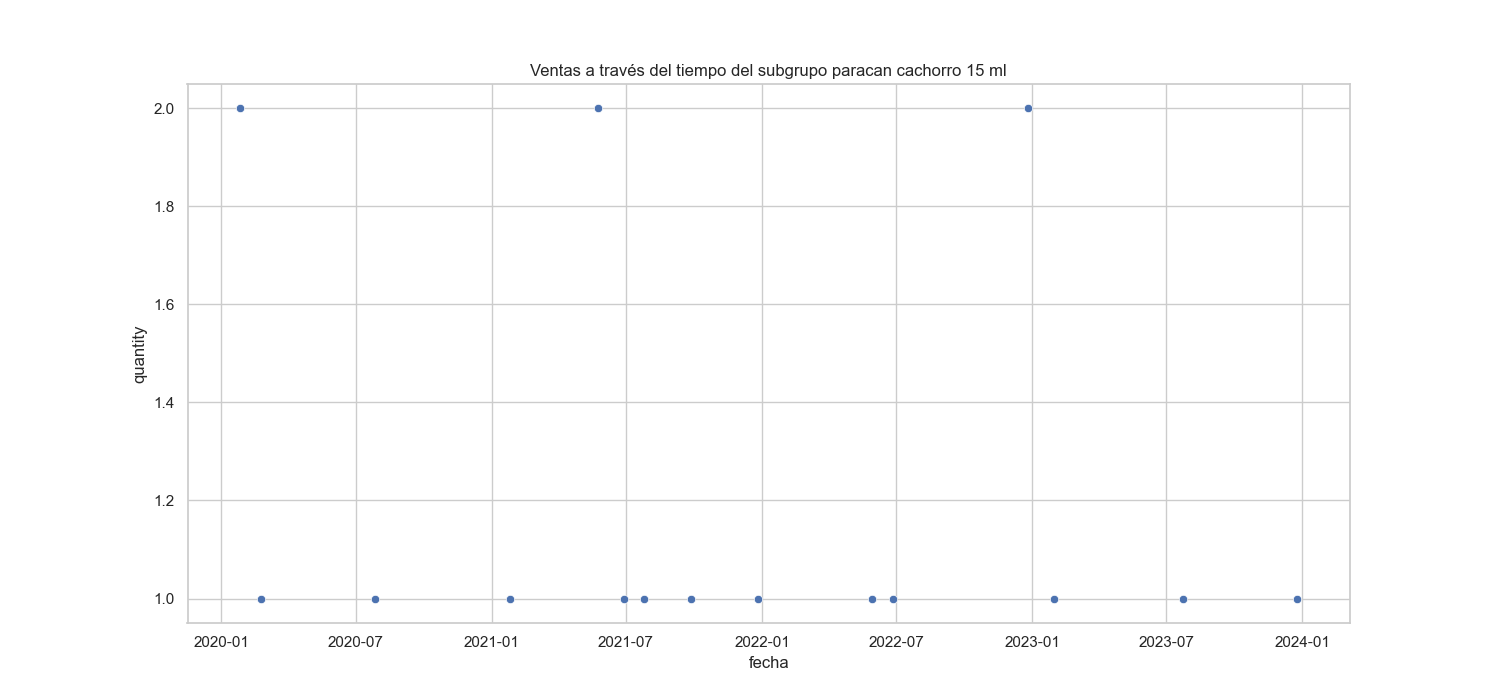 Ventas a través del tiempo del subgrupo paracan cachorro 15 ml
2.0
1.8
1.6
1.4
1.2
1.0
quantity
2020-01 2020-07 2021-01 2021-07 2022-01 2022-07 2023-01 2023-07 2024-01
fecha